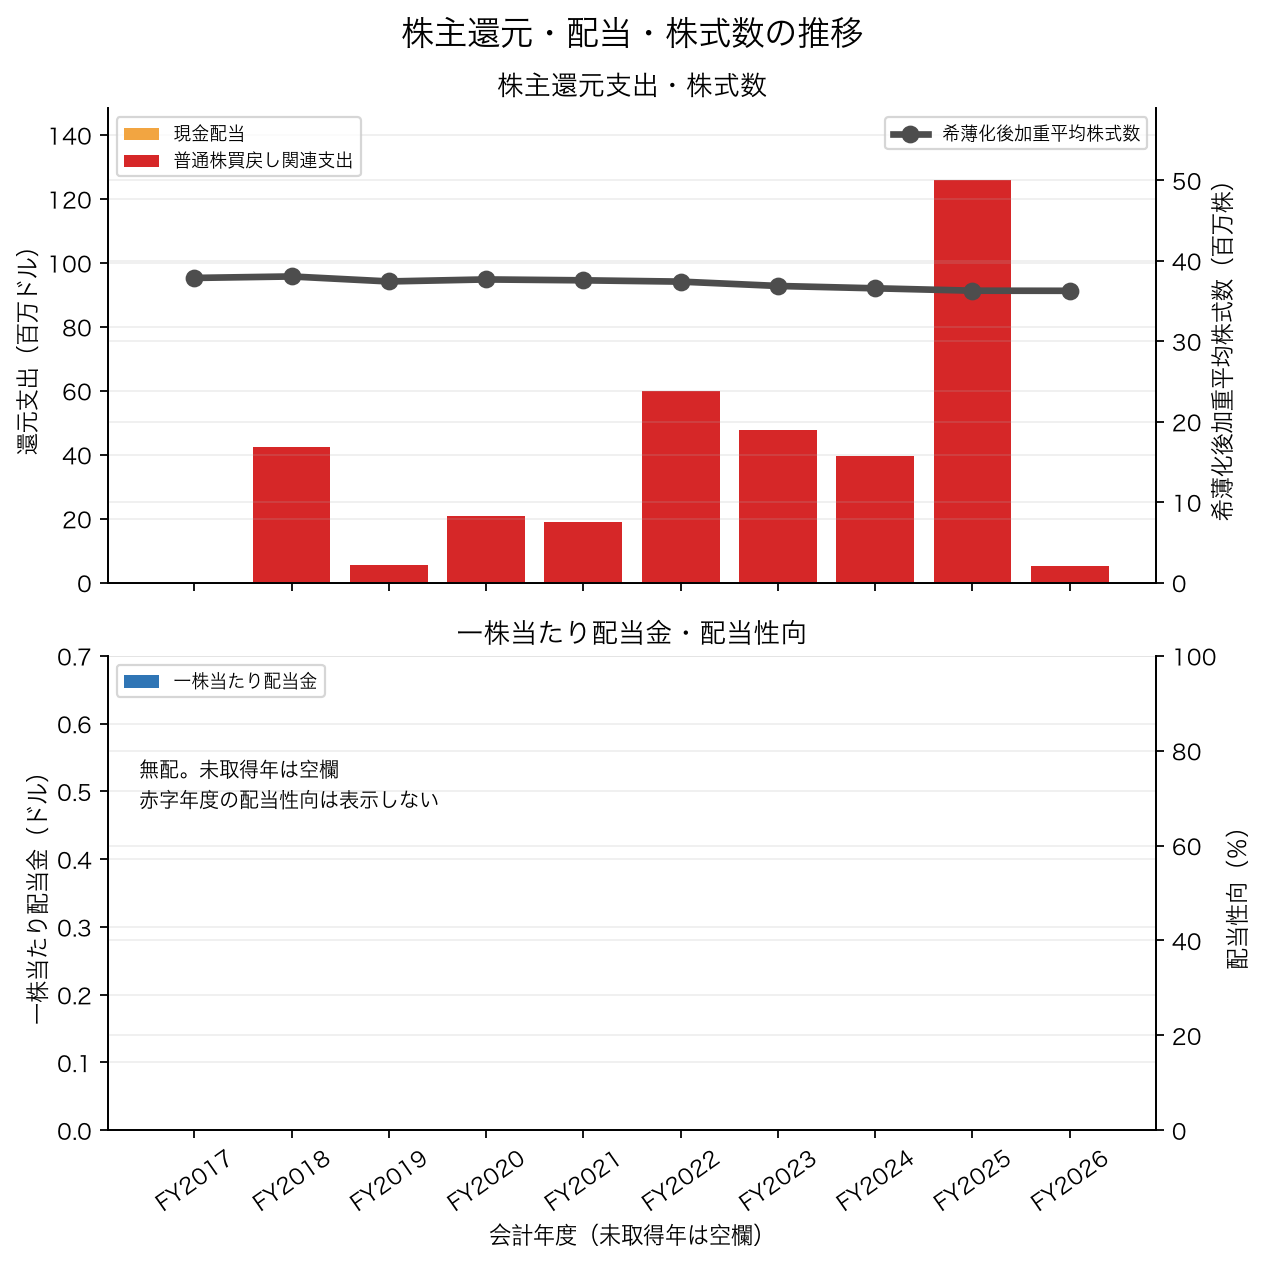 株主還元・配当・株式数の推移
株主還元支出・株式数
現金配当
普通株買戻し関連支出
希薄化後加重平均株式数
還元支出（百万ドル）
140
120
100
80
60
40
20
0
50
40
30
20
10
0
希薄化後加重平均株式数（百万株）
一株当たり配当金・配当性向
一株当たり配当金
無配。未取得年は空欄
赤字年度の配当性向は表示しない
一株当たり配当金（ドル）
0.7
0.6
0.5
0.4
0.3
0.2
0.1
0.0
100
80
60
40
20
0
配当性向（%）
FY2017
FY2018
FY2019
FY2020
FY2021
FY2022
FY2023
FY2024
FY2025
FY2026
会計年度（未取得年は空欄）